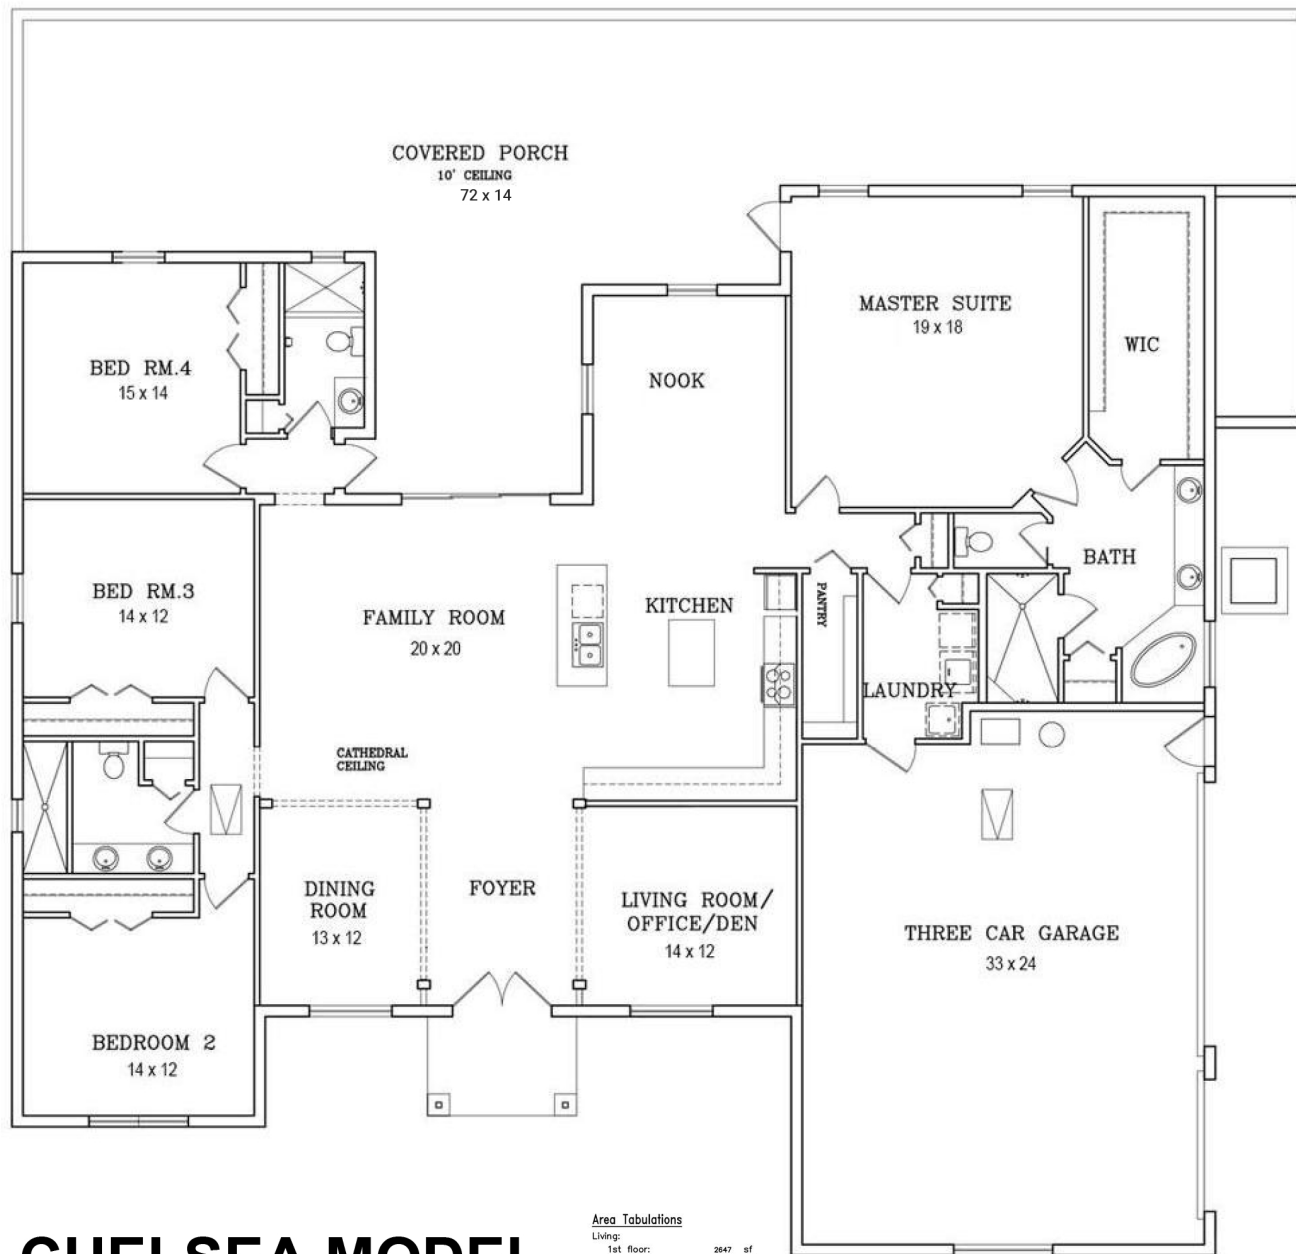 COVERED PORCH
10' CEILING
72 x 14
MASTER SUITE
19 x 18
WIC
BED RM.4
15 x 14
NOOK
BATH
BED RM.3
14 x 12
FAMILY ROOM
20 x 20
KITCHEN
PANTRY
LAUNDRY
CATHEDRAL
CEILING
DINING
ROOM
13 x 12
FOYER
LIVING ROOM/
OFFICE/DEN
14 x 12
THREE CAR GARAGE
33 x 24
BEDROOM 2
14 x 12
CHELSEA MODEL
Area Tabulations
Living:
1st floor: 2647 sf